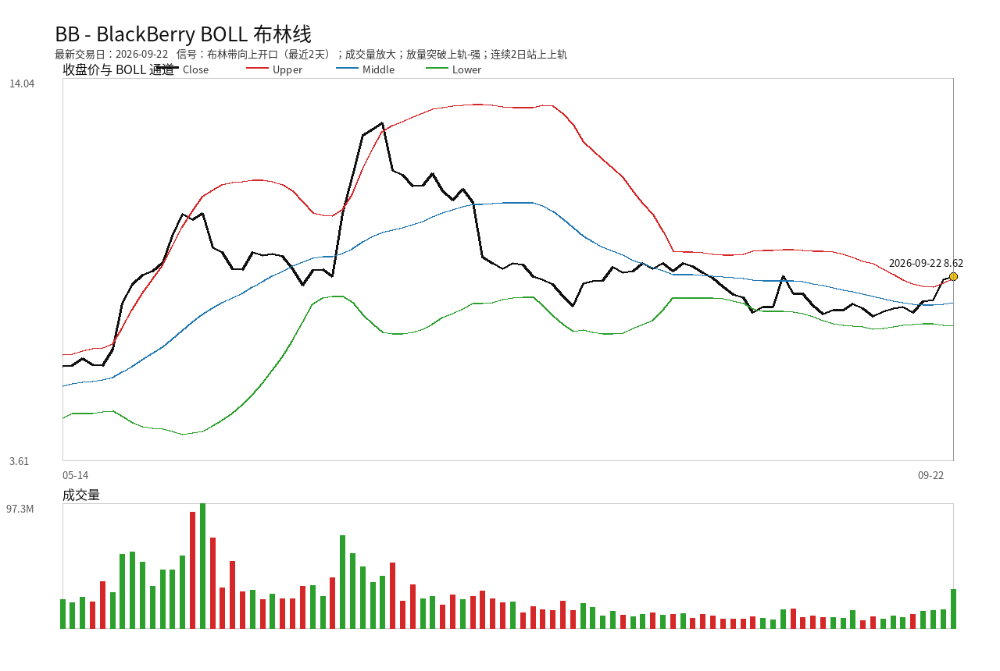 BB - BlackBerry BOLL 布林线
最新交易日：2026-09-22 信号：布林带向上开口（最近2天）；成交量放大；放量突破上轨-强；连续2日站上上轨
收盘价与 BOLL 通道 Close Upper Middle Lower
14.04
2026-09-22 8.62
3.61
05-14 09-22
成交量
97.3M